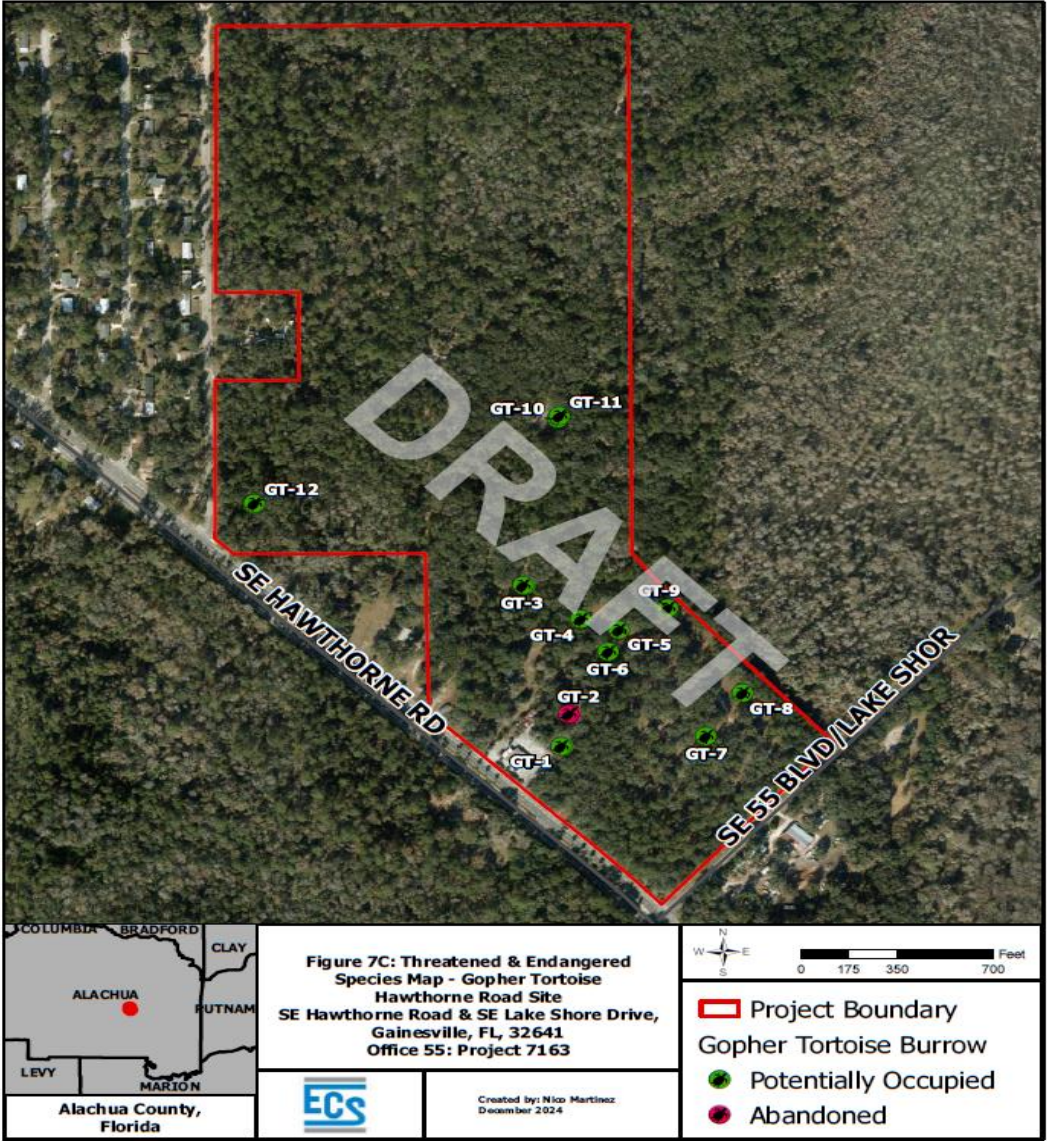 GT-10
GT-11
GT-12
GT-3
GT-9
GT-4
GT-5
GT-6
GT-2
GT-8
GT-7
GT-1
DRAFT
SE HAWTHORNE RD
SE 55 BLVD/LAKE SHOR
COLUMBIA
BRADFORD
CLAY
ALACHUA
PUTNAM
LEVY
MARION
Alachua County,
Florida
Figure 7C: Threatened & Endangered
Species Map - Gopher Tortoise
Hawthorne Road Site
SE Hawthorne Road & SE Lake Shore Drive,
Gainesville, FL, 32641
Office 55: Project 7163
ECS
Created by: Nico Martinez
December 2024
N
W E
S
Feet
0 175 350 700
Project Boundary
Gopher Tortoise Burrow
Potentially Occupied
Abandoned